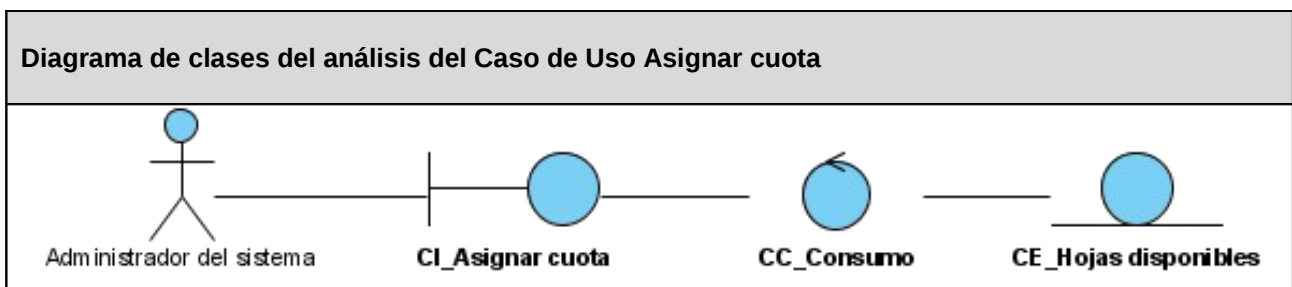 Diagrama de clases del análisis del Caso de Uso Asignar cuota
Administrador del sistema CI_Asignar cuota CC_Consumo CE_Hojas disponibles